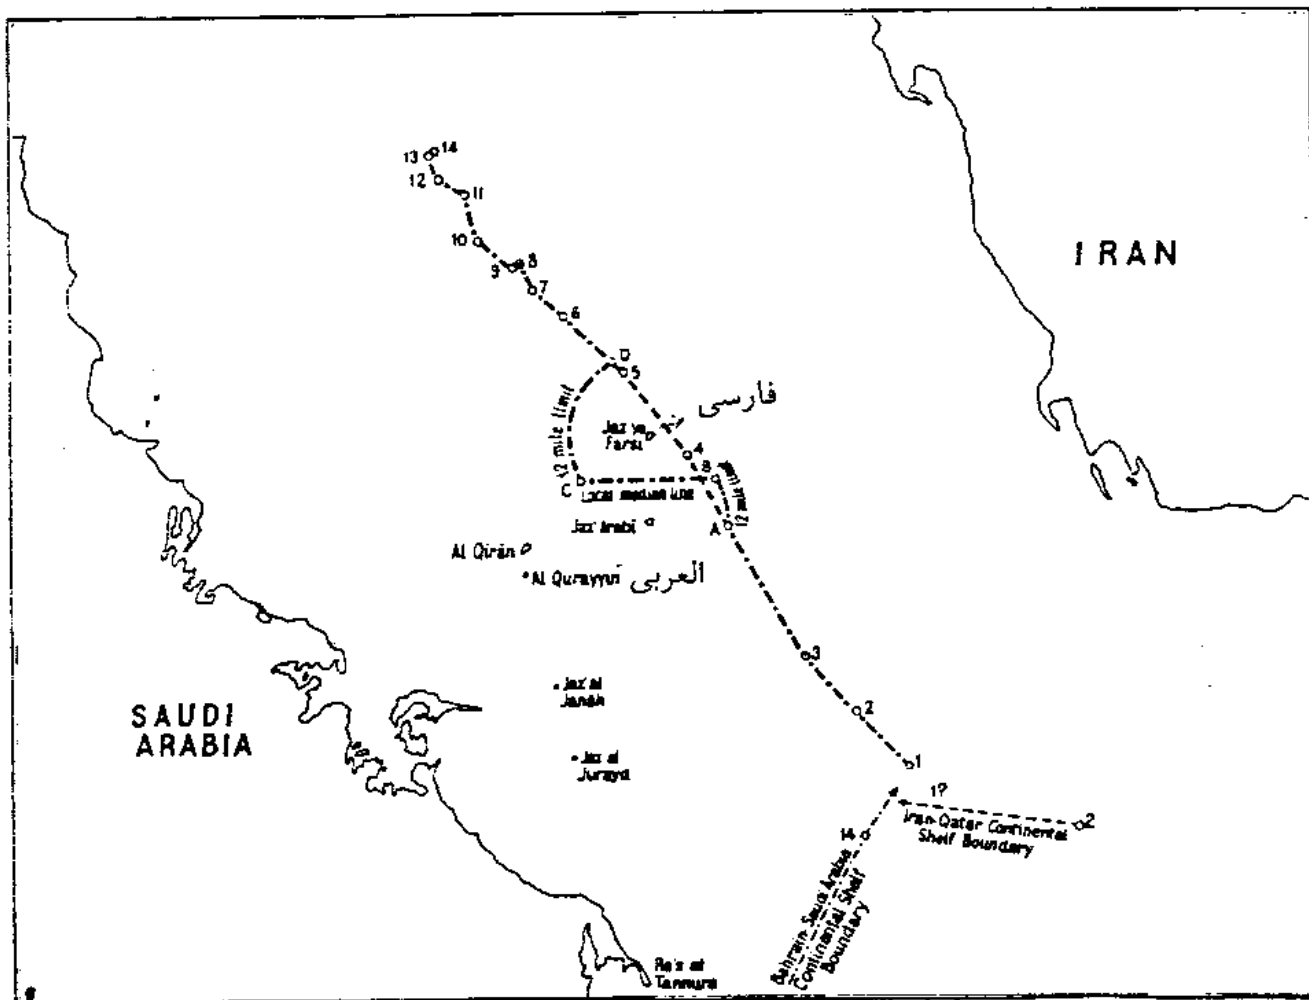 13
14
12
11
10
9
8
7
6
IRAN
D
5
12 mile limit
فارسی
Jaz ye
Farsi
4
B
12 mile limit
C
Local median line
A
Jaz Arabi
Al Qirān
Al Qurayyin
العربی
3
Jaz al
Janāh
2
SAUDI
ARABIA
Jaz al
Jurayd
1
1?
2
Iran-Qatar Continental
Shelf Boundary
14
Bahrain-Saudi Arabia
Continental Shelf
Boundary
Ra's at
Tannura